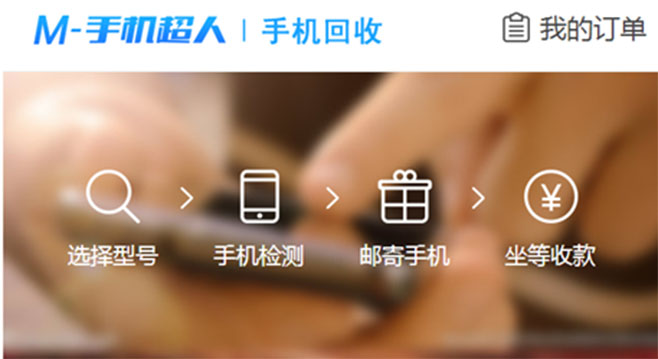 M-手机超人 | 手机回收
我的订单
选择型号
手机检测
邮寄手机
坐等收款